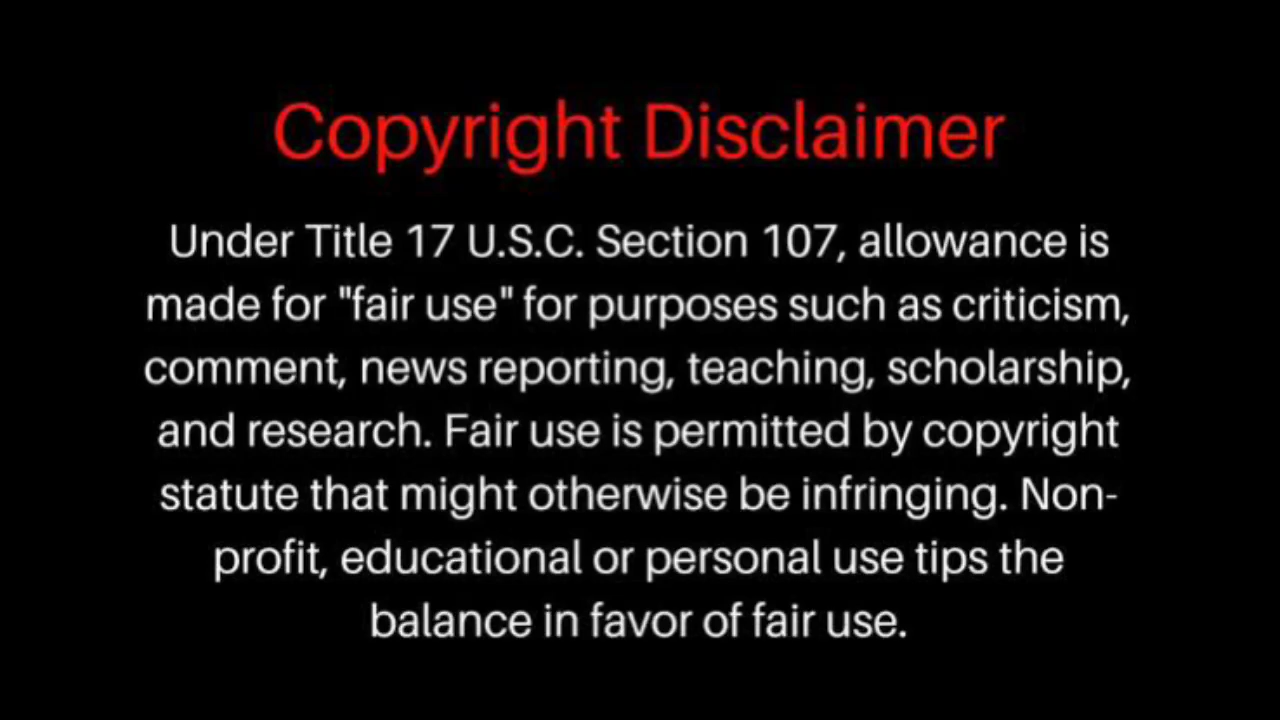 Copyright Disclaimer
Under Title 17 U.S.C. Section 107, allowance is
made for "fair use" for purposes such as criticism,
comment, news reporting, teaching, scholarship,
and research. Fair use is permitted by copyright
statute that might otherwise be infringing. Non-
profit, educational or personal use tips the
balance in favor of fair use.